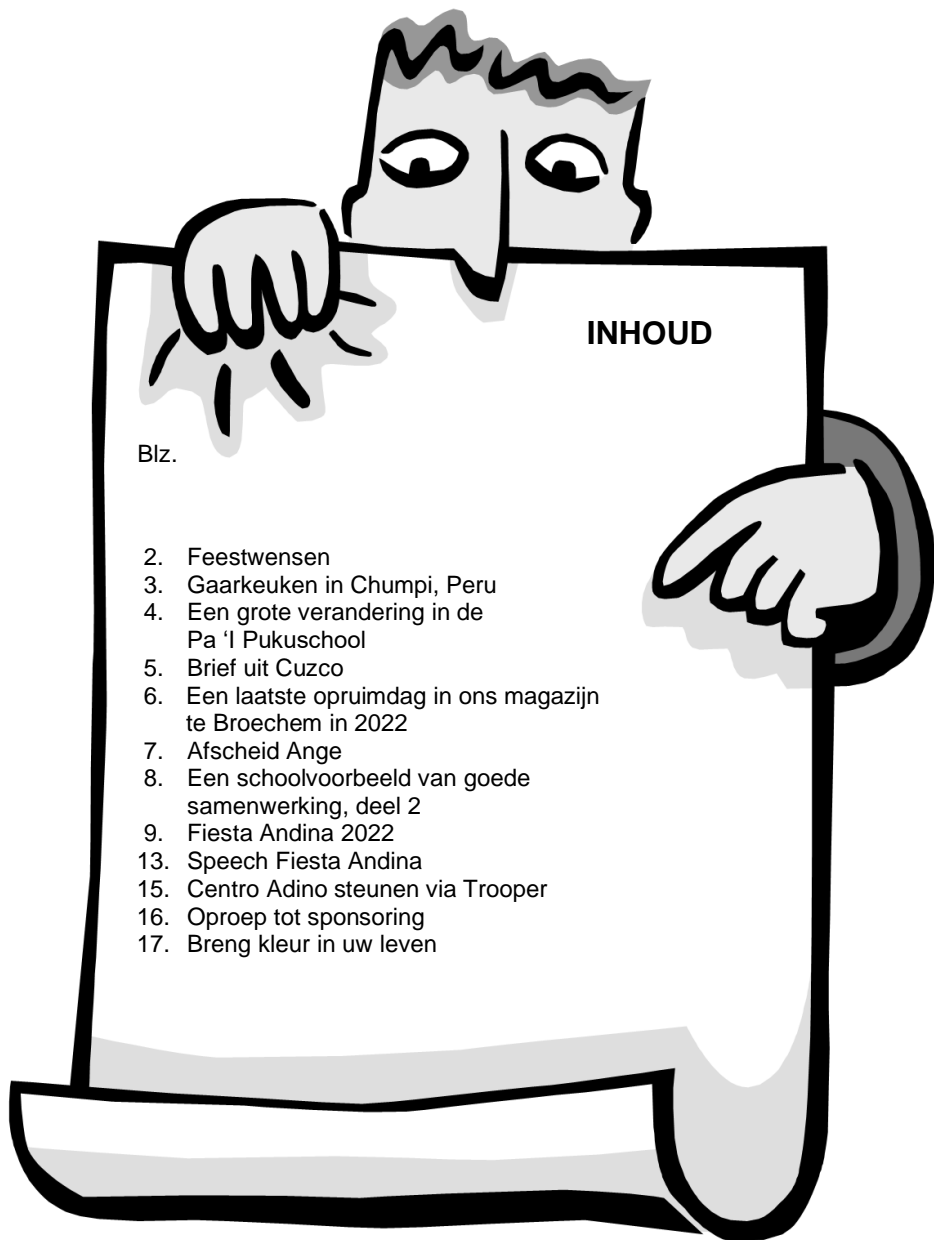 INHOUD
Blz.
2. Feestwensen
3. Gaarkeuken in Chumpi, Peru
4. Een grote verandering in de
Pa ‘I Pukuschool
5. Brief uit Cuzco
6. Een laatste opruimdag in ons magazijn
te Broechem in 2022
7. Afscheid Ange
8. Een schoolvoorbeeld van goede
samenwerking, deel 2
9. Fiesta Andina 2022
13. Speech Fiesta Andina
15. Centro Adino steunen via Trooper
16. Oproep tot sponsoring
17. Breng kleur in uw leven